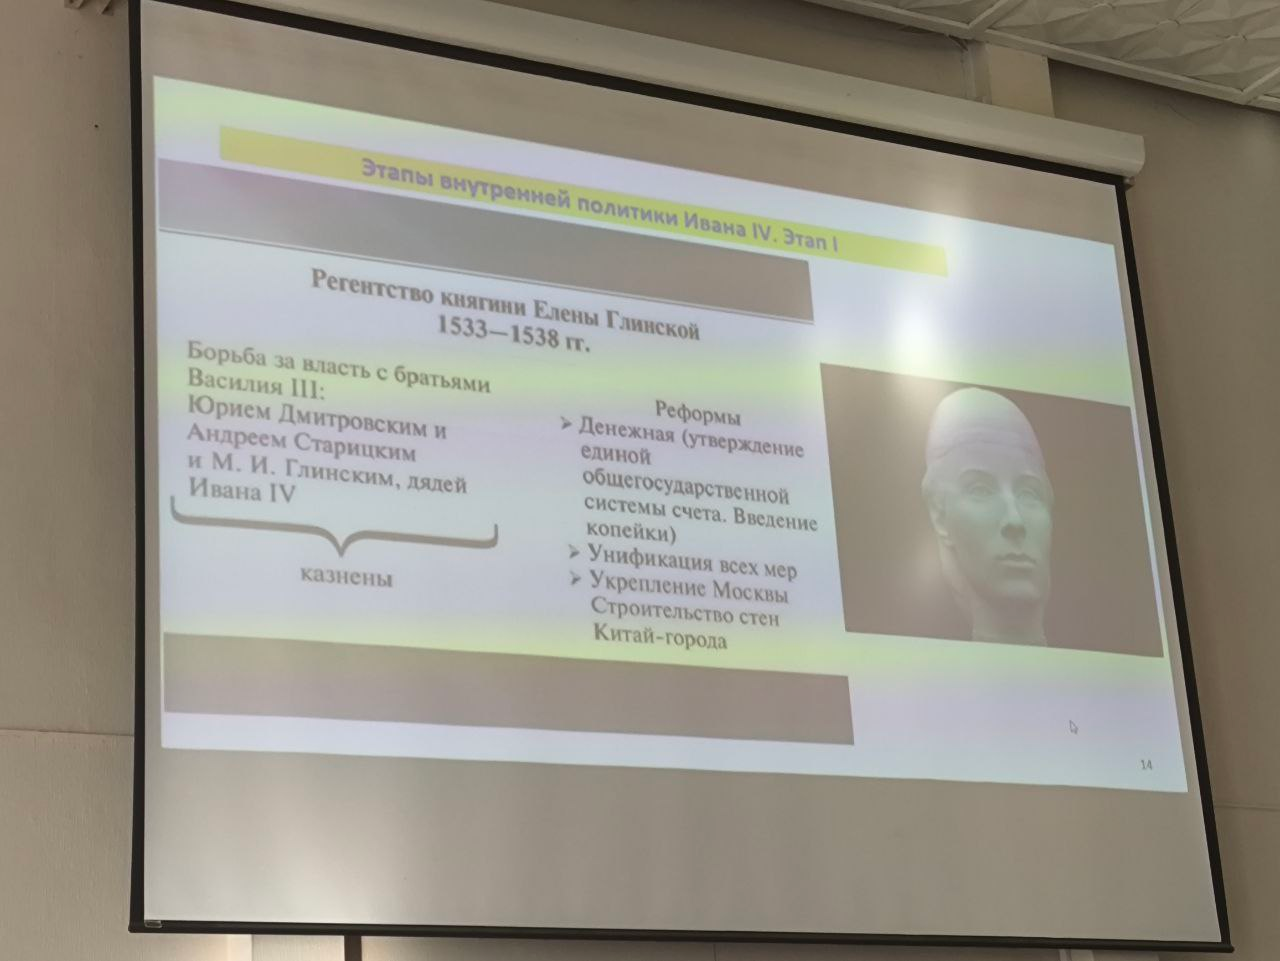 Этапы внутренней политики Ивана IV. Этап I
Регентство княгини Елены Глинской
1533—1538 гг.
Борьба за власть с братьями
Василия III:
Юрием Дмитровским и
Андреем Старицким
и М. И. Глинским, дядей
Ивана IV
казнены
Реформы
➢ Денежная (утверждение
единой
общегосударственной
системы счета. Введение
копейки)
➢ Унификация всех мер
➢ Укрепление Москвы
Строительство стен
Китай-города
14